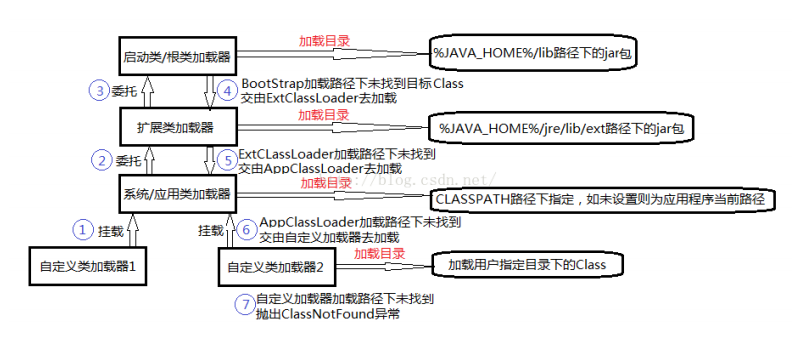 加载目录
启动类/根类加载器
%JAVA_HOME%/lib路径下的jar包
③ 委托
④ BootStrap加载路径下未找到目标Class
交由ExtClassLoader去加载
加载目录
扩展类加载器
%JAVA_HOME%/jre/lib/ext路径下的jar包
② 委托
⑤ ExtCLassLoader加载路径下未找到
交由AppClassLoader去加载
http://blog.csdn.net/
加载目录
系统/应用类加载器
CLASSPATH路径下指定，如未设置则为应用程序当前路径
① 挂载
挂载
⑥ AppClassLoader加载路径下未找到
交由自定义加载器去加载
加载目录
自定义类加载器1
自定义类加载器2
加载用户指定目录下的Class
⑦ 自定义加载器加载路径下未找到
抛出ClassNotFound异常